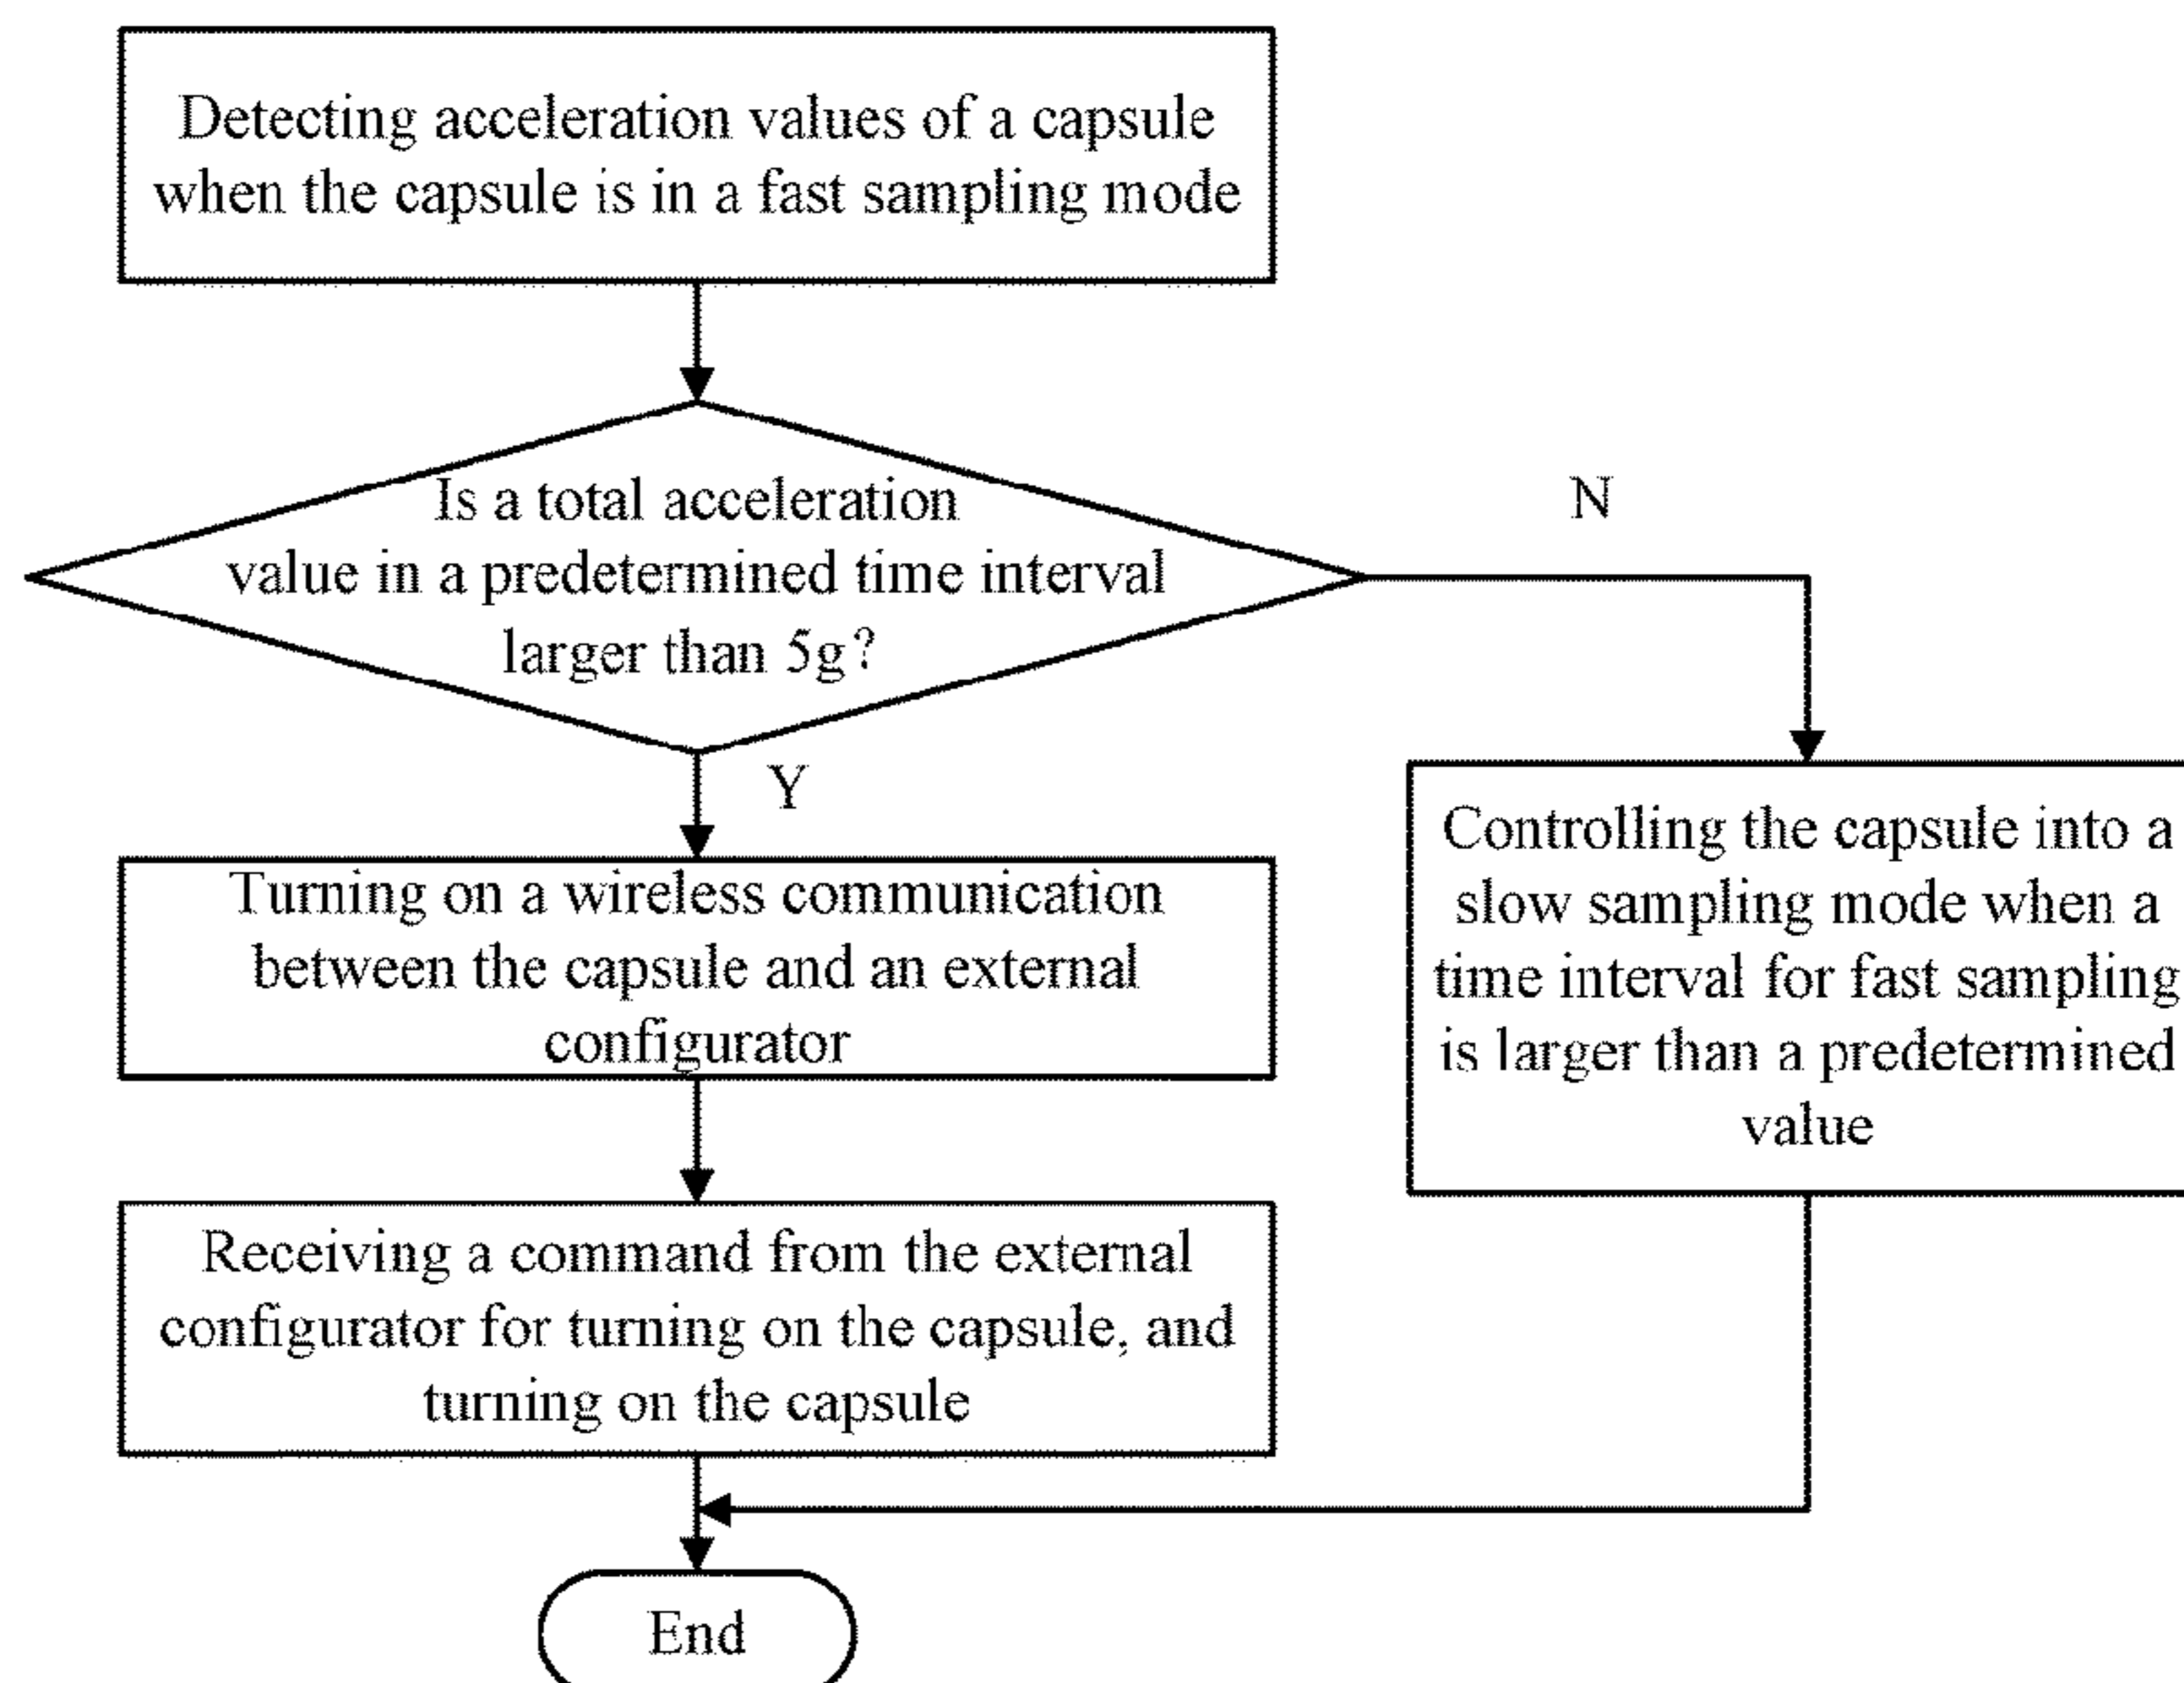 Detecting acceleration values of a capsule
when the capsule is in a fast sampling mode
Is a total acceleration
value in a predetermined time interval
larger than 5g?
N
Y
Turning on a wireless communication
between the capsule and an external
configurator
Controlling the capsule into a
slow sampling mode when a
time interval for fast sampling
is larger than a predetermined
value
Receiving a command from the external
configurator for turning on the capsule, and
turning on the capsule
End